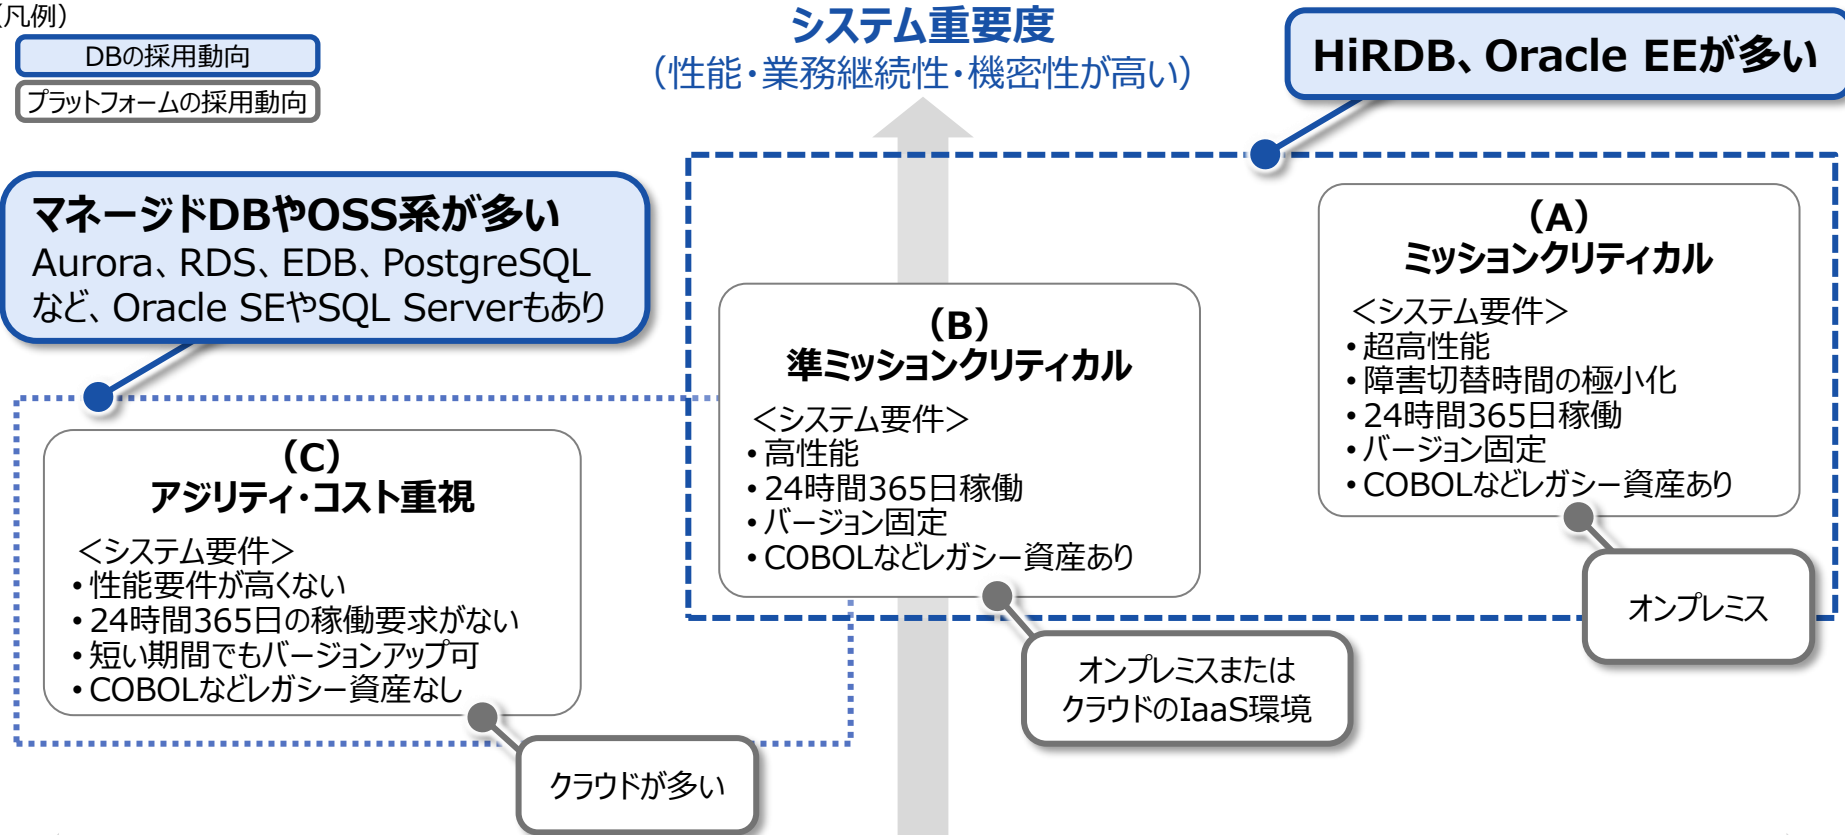 （凡例）
DBの採用動向
プラットフォームの採用動向
システム重要度
（性能・業務継続性・機密性が高い）
HiRDB、Oracle EEが多い
マネージドDBやOSS系が多い
Aurora、RDS、EDB、PostgreSQL
など、Oracle SEやSQL Serverもあり
（A）
ミッションクリティカル
＜システム要件＞
•超高性能
•障害切替時間の極小化
•24時間365日稼働
•バージョン固定
•COBOLなどレガシー資産あり
オンプレミス
（B）
準ミッションクリティカル
＜システム要件＞
•高性能
•24時間365日稼働
•バージョン固定
•COBOLなどレガシー資産あり
オンプレミスまたは
クラウドのIaaS環境
（C）
アジリティ・コスト重視
＜システム要件＞
•性能要件が高くない
•24時間365日の稼働要求がない
•短い期間でもバージョンアップ可
•COBOLなどレガシー資産なし
クラウドが多い